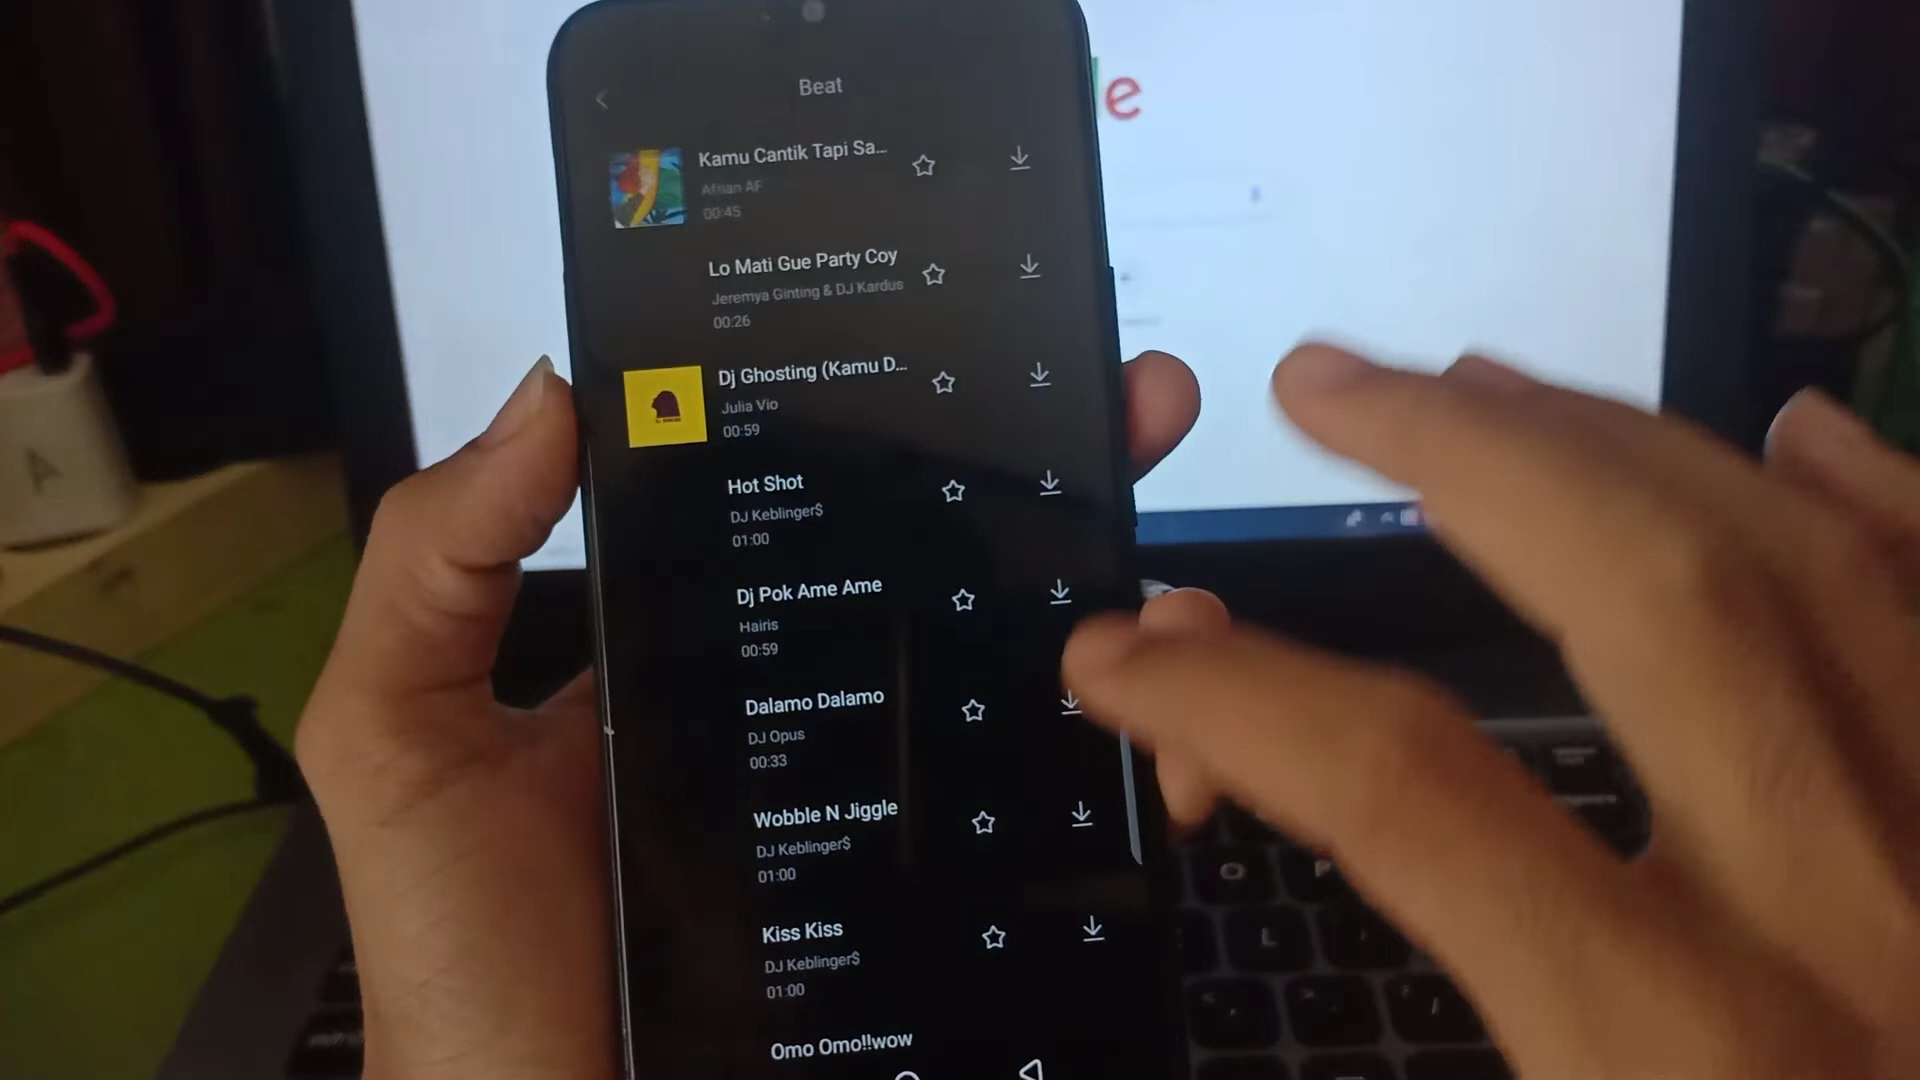 Beat
Kamu Cantik Tapi Sa...
Afrian AF
00:45
Lo Mati Gue Party Coy
Jeremya Ginting & DJ Kardus
00:26
Dj Ghosting (Kamu D...
Julia Vio
00:59
Hot Shot
DJ Keblinger$
01:00
Dj Pok Ame Ame
Hairis
00:59
Dalamo Dalamo
DJ Opus
00:33
Wobble N Jiggle
DJ Keblinger$
01:00
Kiss Kiss
DJ Keblinger$
01:00
Omo Omo!!wow
le
A
O
P
L